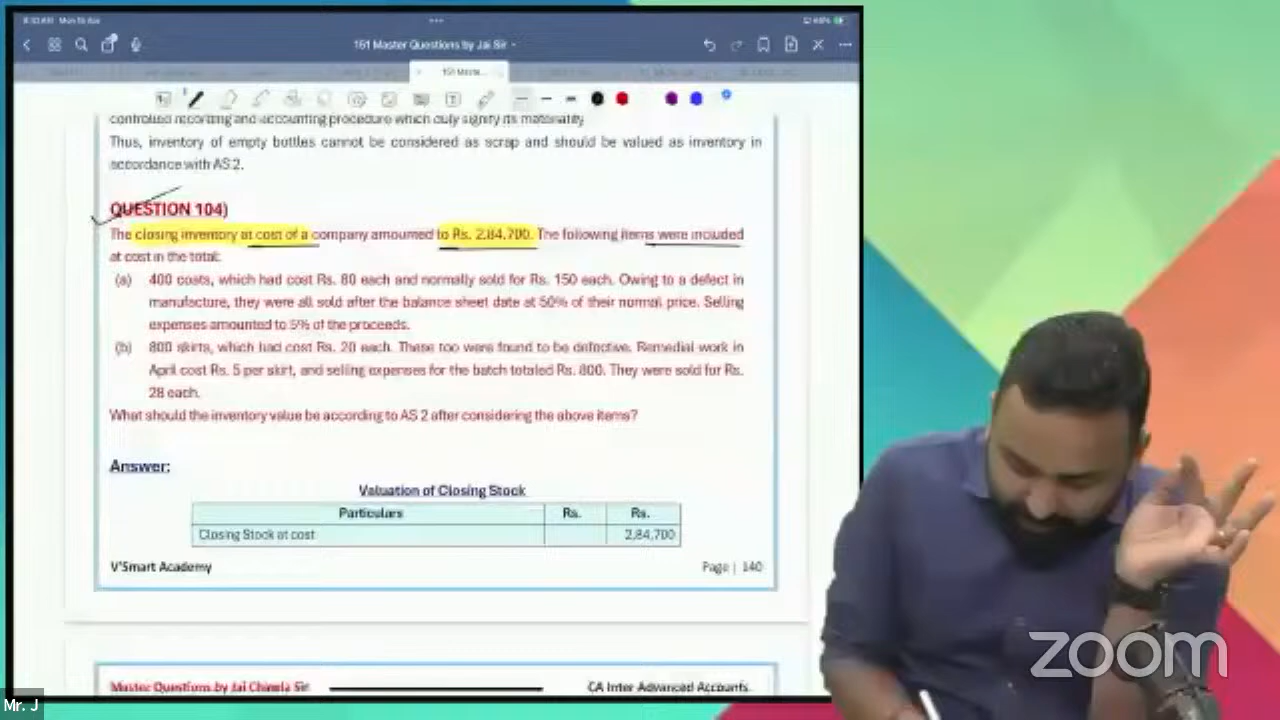 151 Master Questions by Jai Sir
151 Maste...
controlled recording and accounting procedure which duly signify its materiality
Thus, inventory of empty bottles cannot be considered as scrap and should be valued as inventory in
accordance with AS 2.
QUESTION 104)
The closing inventory at cost of a company amounted to Rs. 2,84,700. The following items were included
at cost in the total:
(a) 400 coats, which had cost Rs. 80 each and normally sold for Rs. 150 each. Owing to a defect in
manufacture, they were all sold after the balance sheet date at 50% of their normal price. Selling
expenses amounted to 5% of the proceeds.
(b) 800 skirts, which had cost Rs. 20 each. These too were found to be defective. Remedial work in
April cost Rs. 5 per skirt, and selling expenses for the batch totaled Rs. 800. They were sold for Rs.
28 each.
What should the inventory value be according to AS 2 after considering the above items?
Answer:
Valuation of Closing Stock
Particulars Rs. Rs.
Closing Stock at cost 2,84,700
V'Smart Academy Page | 140
Master Questions by Jai Chawla Sir CA Inter Advanced Accounts
zoom
Mr. J